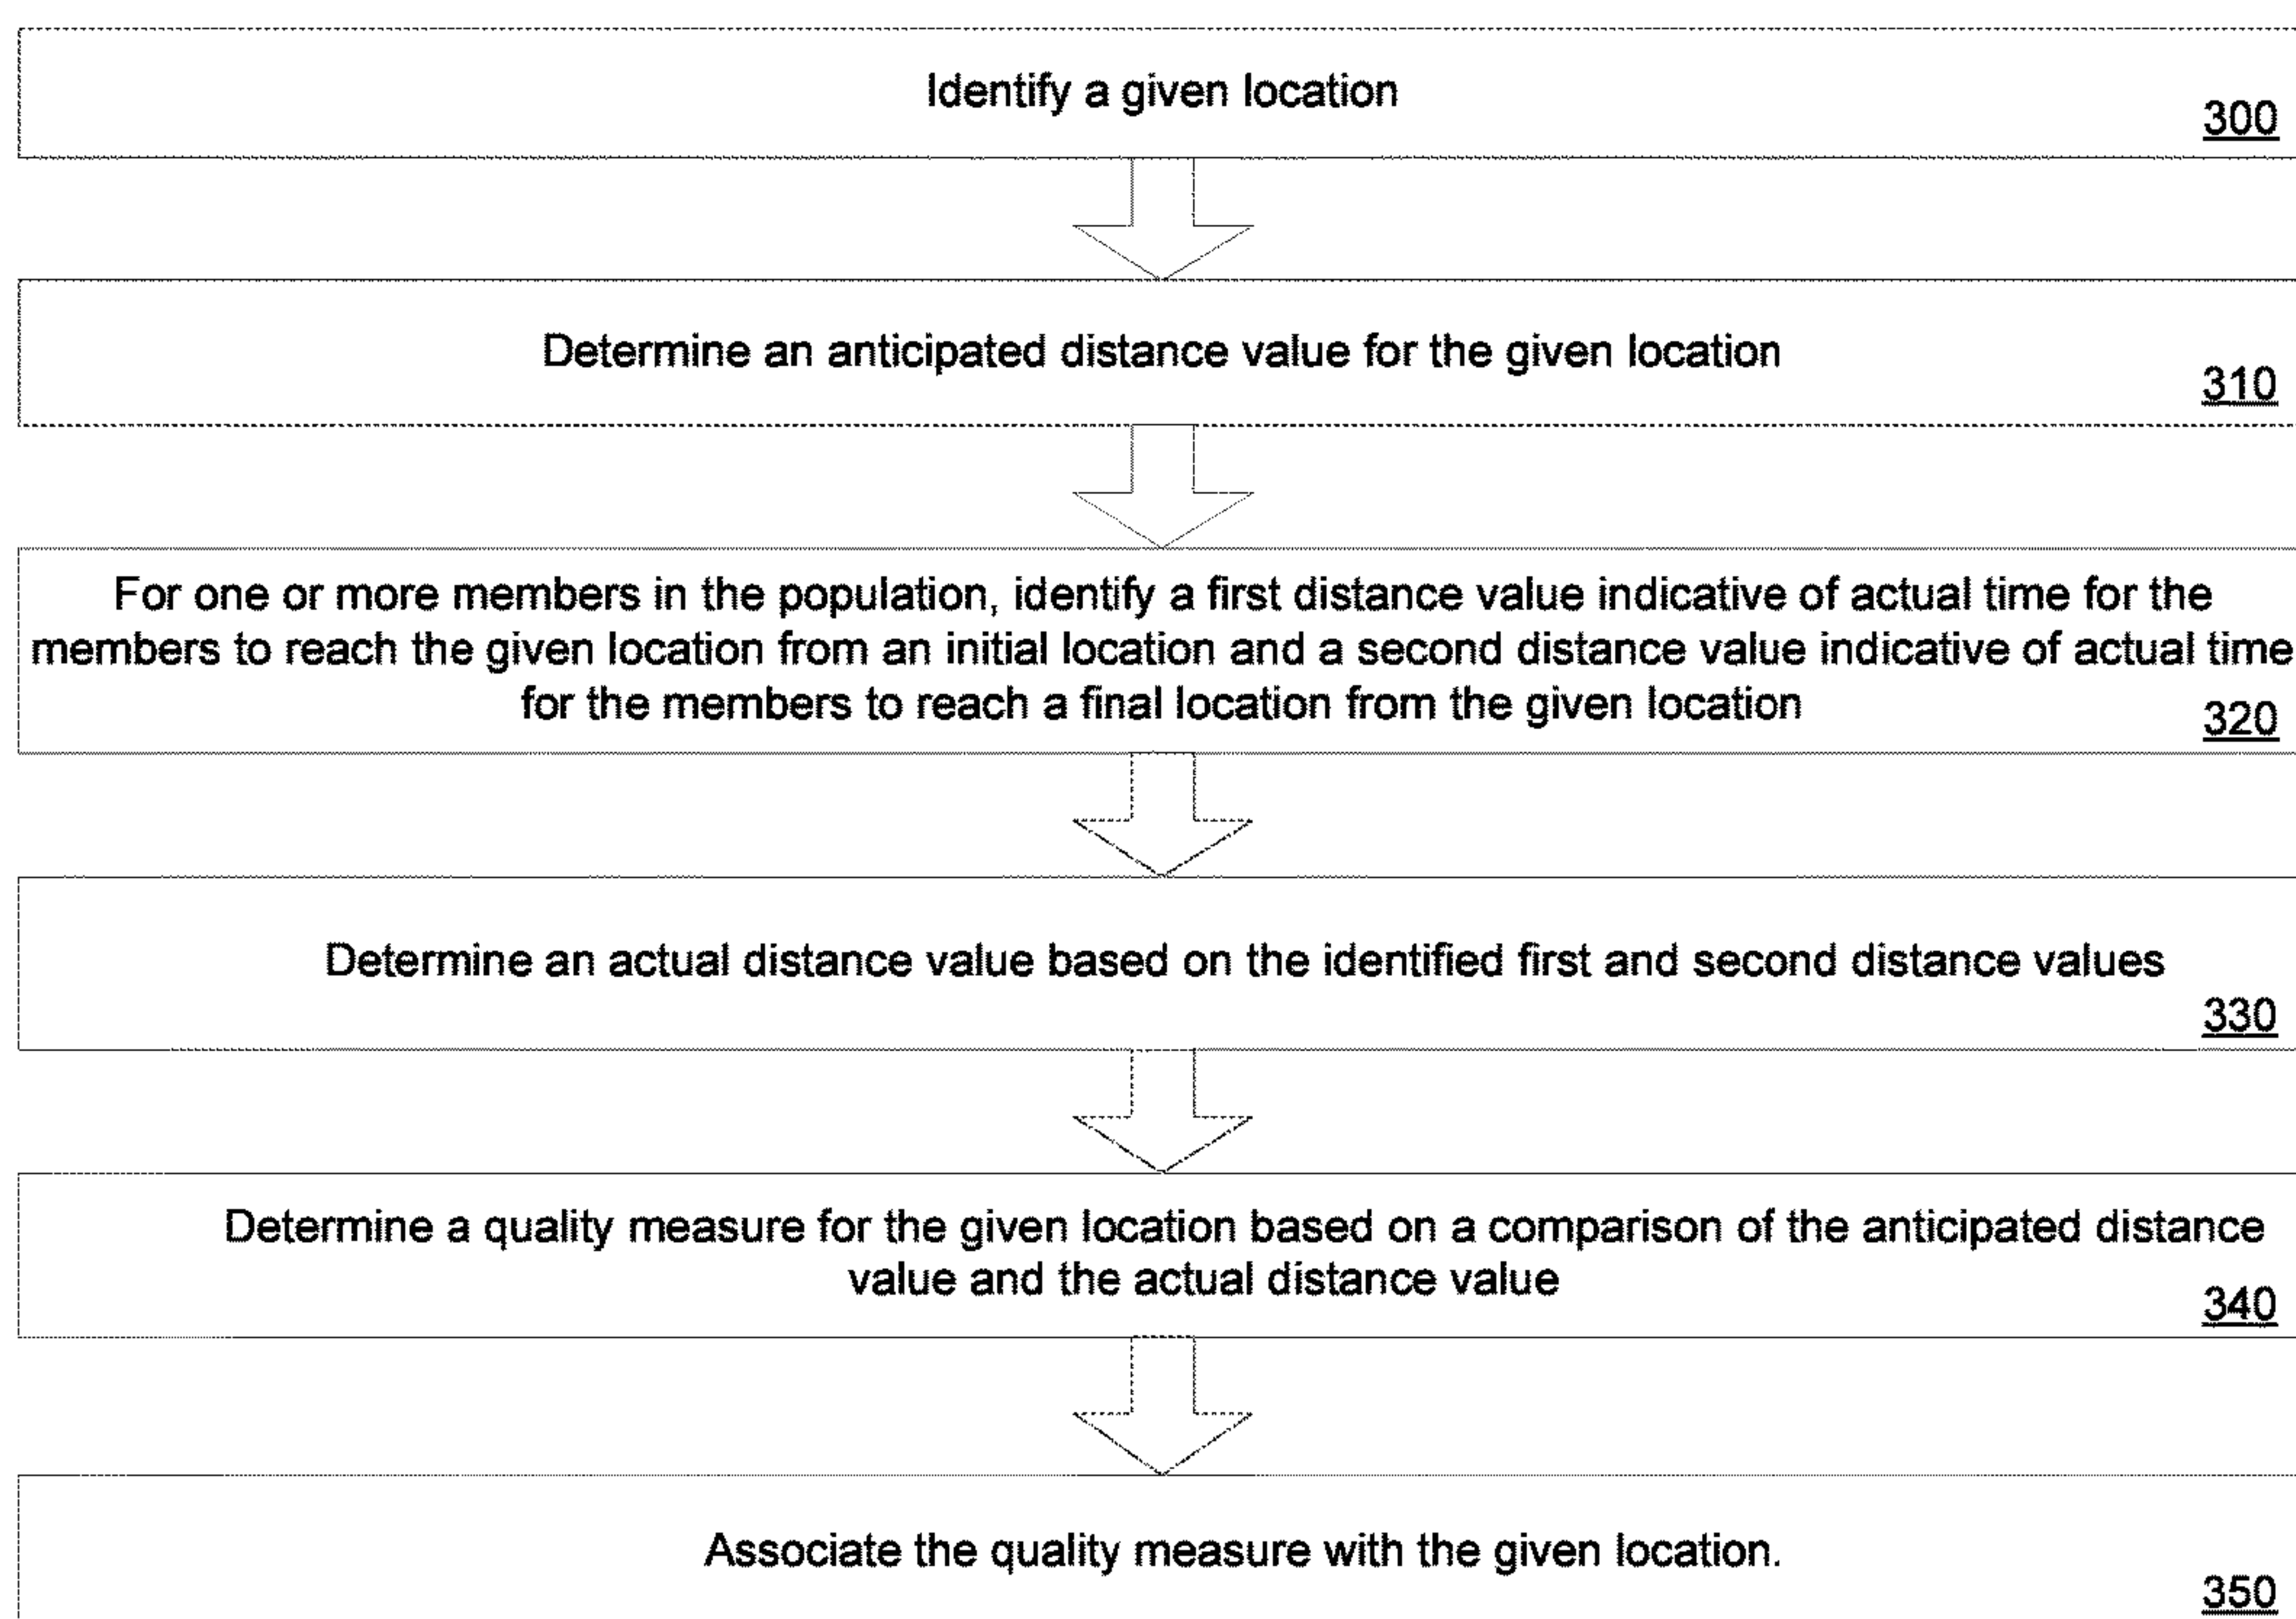 Identify a given location
300
Determine an anticipated distance value for the given location
310
For one or more members in the population, identify a first distance value indicative of actual time for the
members to reach the given location from an initial location and a second distance value indicative of actual time
for the members to reach a final location from the given location
320
Determine an actual distance value based on the identified first and second distance values
330
Determine a quality measure for the given location based on a comparison of the anticipated distance
value and the actual distance value
340
Associate the quality measure with the given location.
350